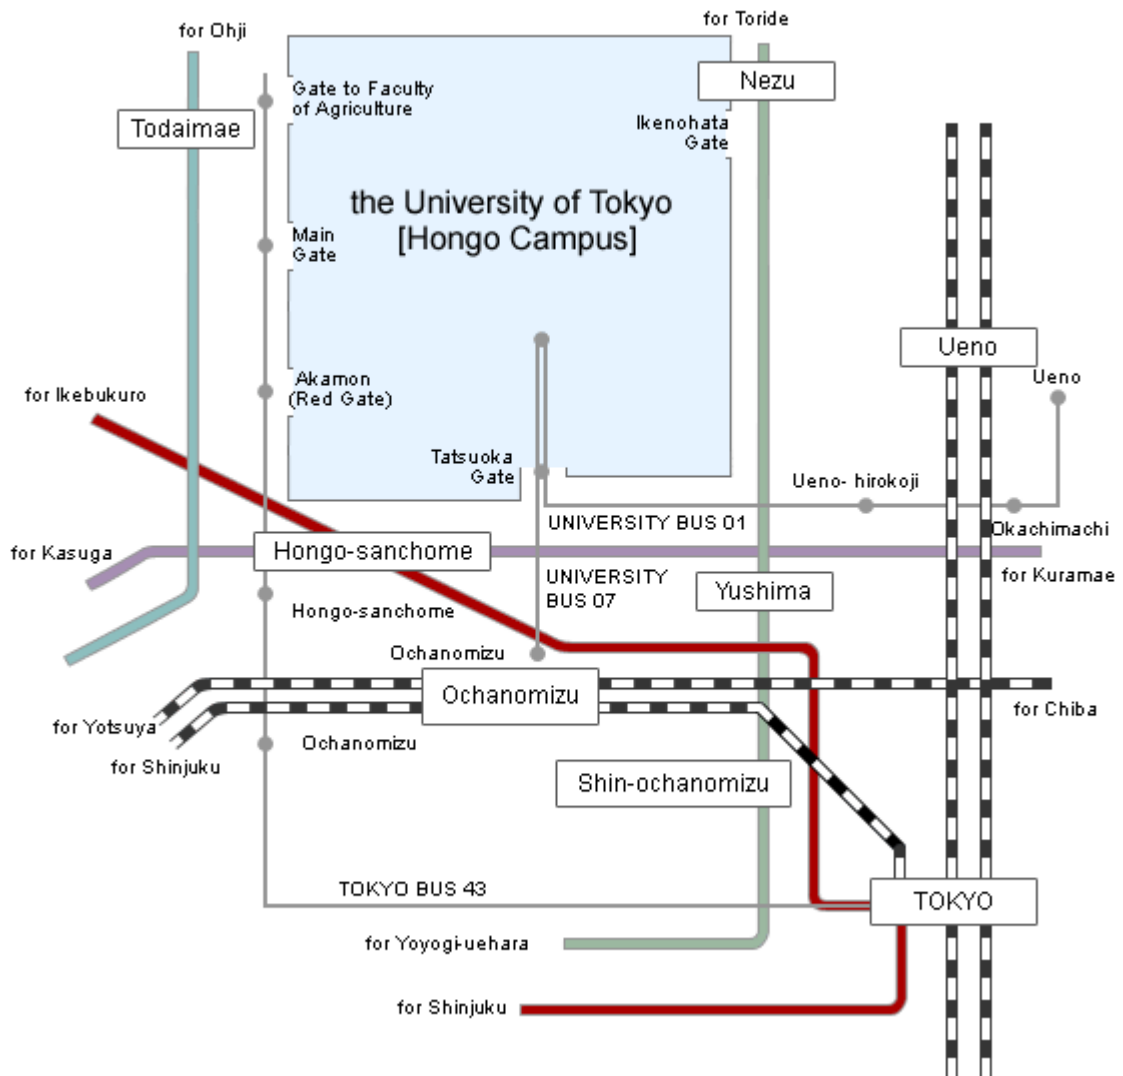 for Toride
for Ohji
Nezu
Gate to Faculty
of Agriculture
Todaimae
Ikenohata
Gate
the University of Tokyo
[Hongo Campus]
Main
Gate
Ueno
Ueno
Akamon
(Red Gate)
for Ikebukuro
Tatsuoka
Gate
Ueno- hirokoji
UNIVERSITY BUS 01
Okachimachi
for Kasuga
Hongo-sanchome
for Kuramae
UNIVERSITY
BUS 07
Yushima
Hongo-sanchome
Ochanomizu
Ochanomizu
for Chiba
for Yotsuya
Ochanomizu
for Shinjuku
Shin-ochanomizu
TOKYO BUS 43
TOKYO
for Yoyogi-uehara
for Shinjuku